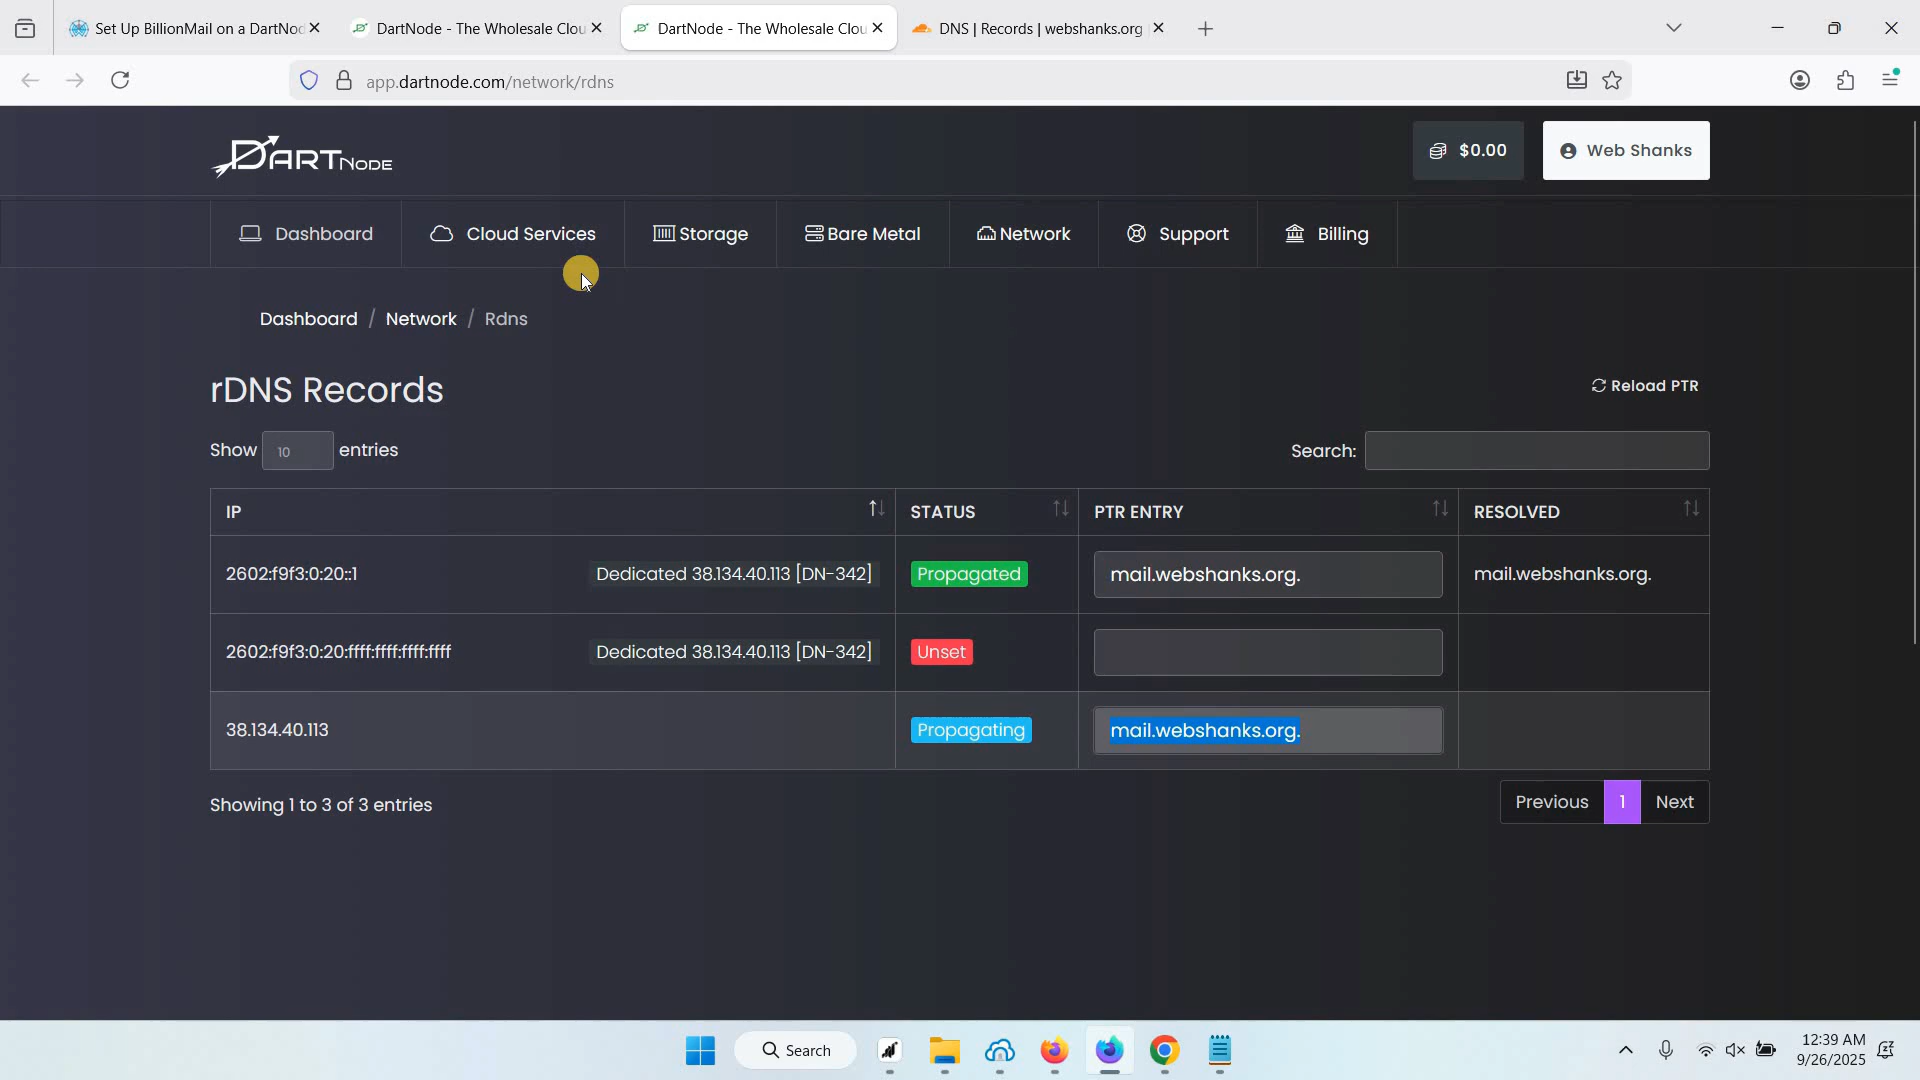 Set Up BillionMail on a DartNod
DartNode - The Wholesale Clou
DartNode - The Wholesale Clou
DNS | Records | webshanks.org
app.dartnode.com/network/rdns
DARTNODE
$0.00
Web Shanks
Dashboard
Cloud Services
Storage
Bare Metal
Network
Support
Billing
Dashboard / Network / Rdns
rDNS Records
Reload PTR
Show 10 entries
Search:
IP
STATUS
PTR ENTRY
RESOLVED
2602:f9f3:0:20::1
Dedicated 38.134.40.113 [DN-342]
Propagated
mail.webshanks.org.
mail.webshanks.org.
2602:f9f3:0:20:ffff:ffff:ffff:ffff
Dedicated 38.134.40.113 [DN-342]
Unset
38.134.40.113
Propagating
mail.webshanks.org.
Showing 1 to 3 of 3 entries
Previous
1
Next
Search
12:39 AM
9/26/2025